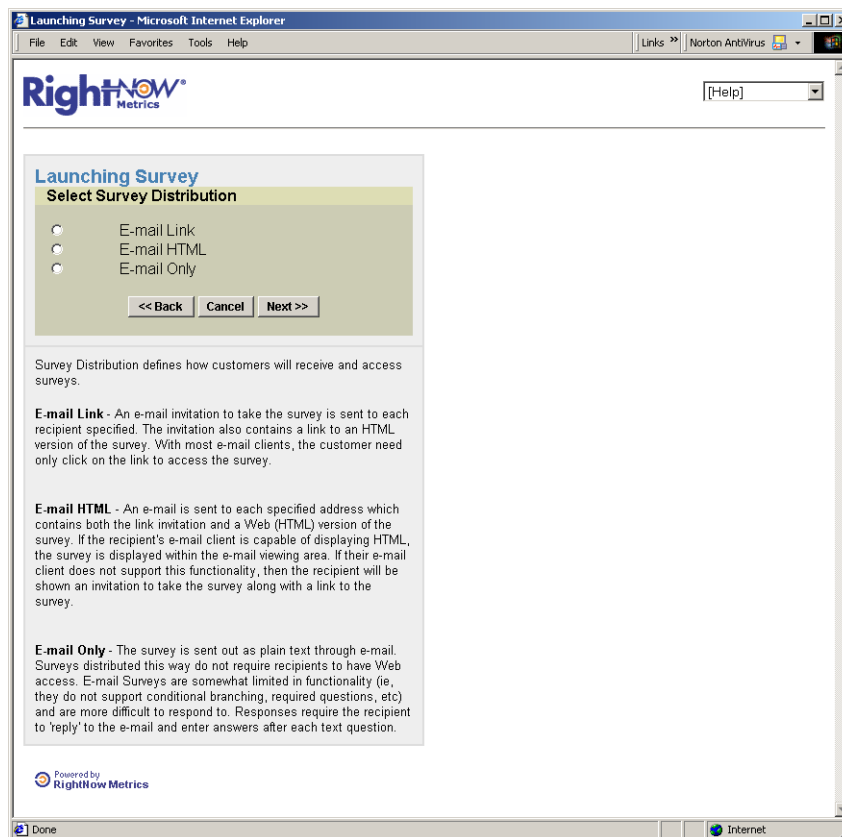 Launching Survey - Microsoft Internet Explorer
File Edit View Favorites Tools Help
Links » Norton AntiVirus
RightNOW®
Metrics
[Help]
Launching Survey
Select Survey Distribution
E-mail Link
E-mail HTML
E-mail Only
<< Back Cancel Next >>
Survey Distribution defines how customers will receive and access
surveys.
E-mail Link - An e-mail invitation to take the survey is sent to each
recipient specified. The invitation also contains a link to an HTML
version of the survey. With most e-mail clients, the customer need
only click on the link to access the survey.
E-mail HTML - An e-mail is sent to each specified address which
contains both the link invitation and a Web (HTML) version of the
survey. If the recipient's e-mail client is capable of displaying HTML,
the survey is displayed within the e-mail viewing area. If their e-mail
client does not support this functionality, then the recipient will be
shown an invitation to take the survey along with a link to the
survey.
E-mail Only - The survey is sent out as plain text through e-mail.
Surveys distributed this way do not require recipients to have Web
access. E-mail Surveys are somewhat limited in functionality (ie,
they do not support conditional branching, required questions, etc)
and are more difficult to respond to. Responses require the recipient
to 'reply' to the e-mail and enter answers after each text question.
Powered by
RightNow Metrics
Done
Internet